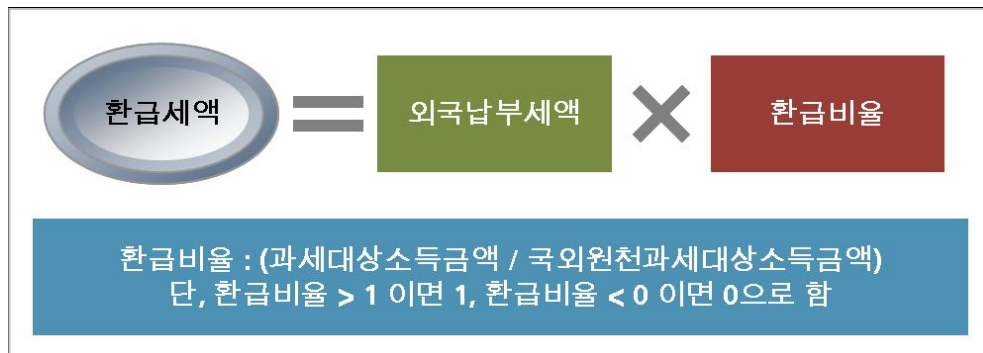 환급세액 = 외국납부세액 × 환급비율
환급비율 : (과세대상소득금액 / 국외원천과세대상소득금액)
단, 환급비율 > 1 이면 1, 환급비율 < 0 이면 0으로 함